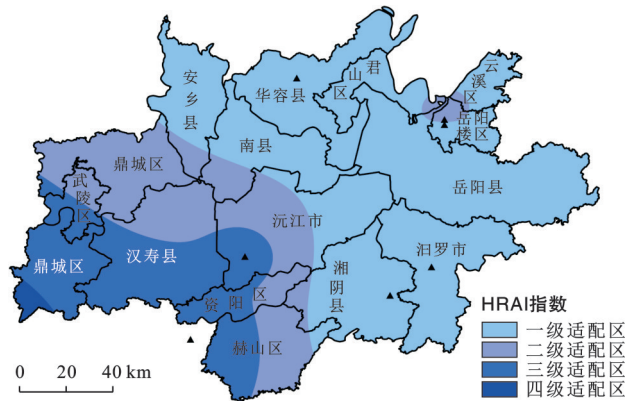 安乡县
华容县
君山区
云溪区
岳阳楼区
南县
鼎城区
武陵区
岳阳县
沅江市
鼎城区
汉寿县
汨罗市
湘阴县
资阳区
赫山区
HRAI指数
一级适配区
二级适配区
三级适配区
四级适配区
0 20 40 km